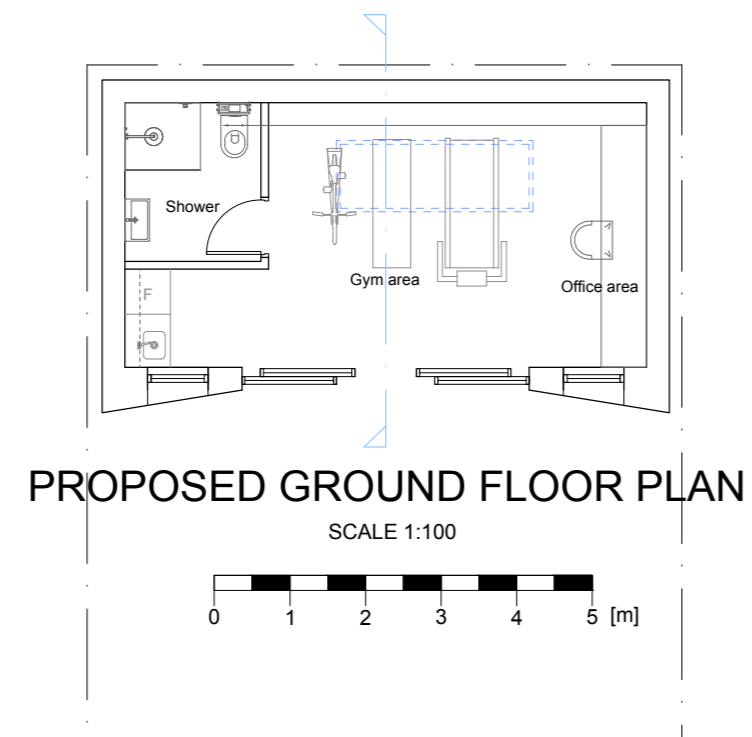 Shower
Gym area
Office area
F
PROPOSED GROUND FLOOR PLAN
SCALE 1:100
0 1 2 3 4 5 [m]